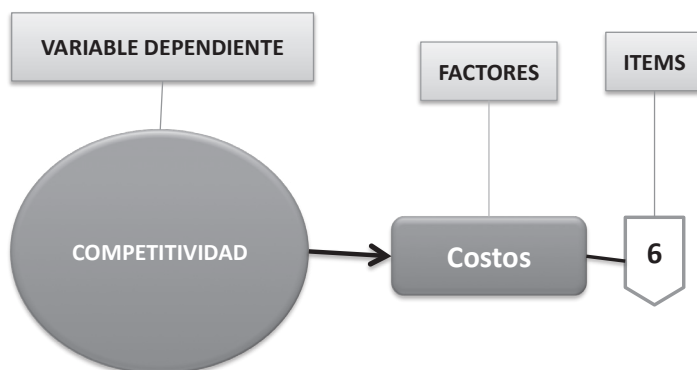 VARIABLE DEPENDIENTE
FACTORES
ITEMS
COMPETITIVIDAD
Costos
6